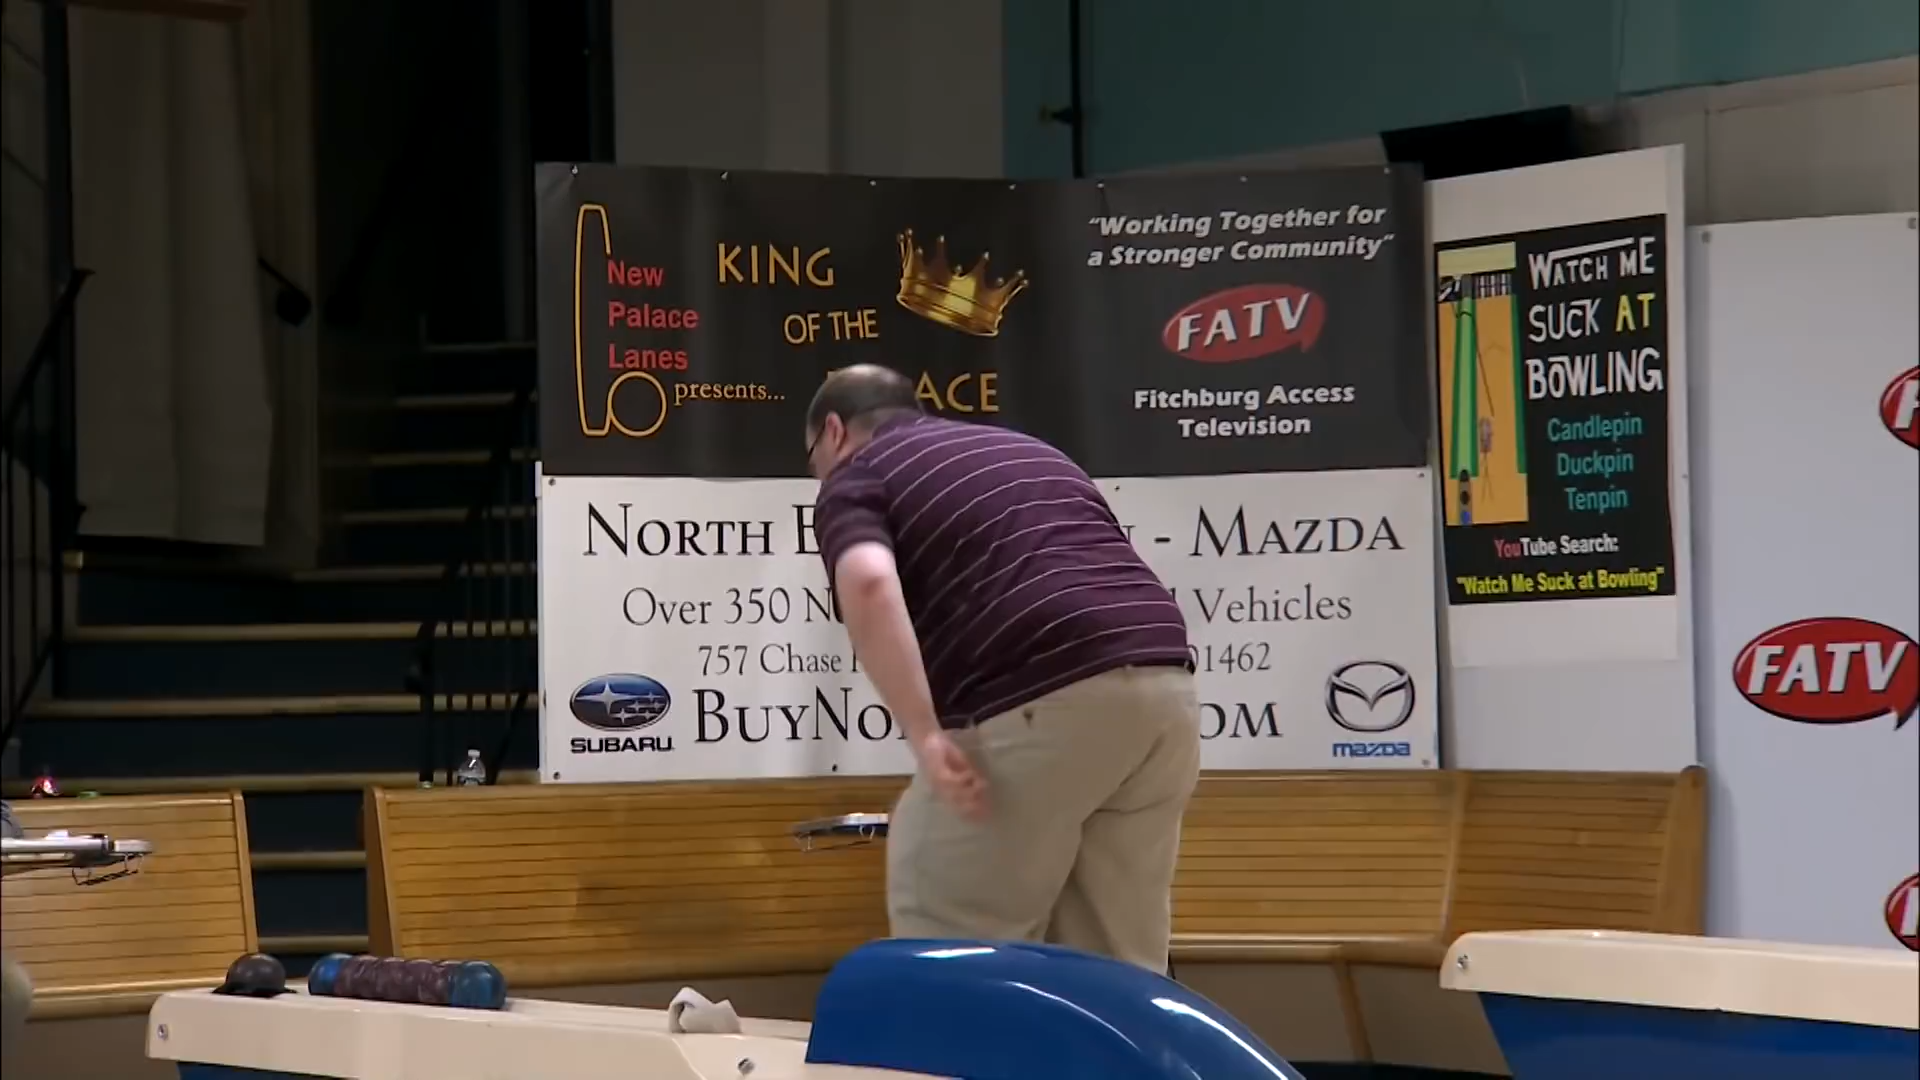 New
Palace
Lanes
presents...
KING
OF THE
ACE
"Working Together for
a Stronger Community"
FATV
Fitchburg Access
Television
NORTH - MAZDA
Over 350 Vehicles
757 Chase 01462
SUBARU
mazda
WATCH ME
SUCK AT
BOWLING
Candlepin
Duckpin
Tenpin
YouTube Search:
"Watch Me Suck at Bowling"
FATV